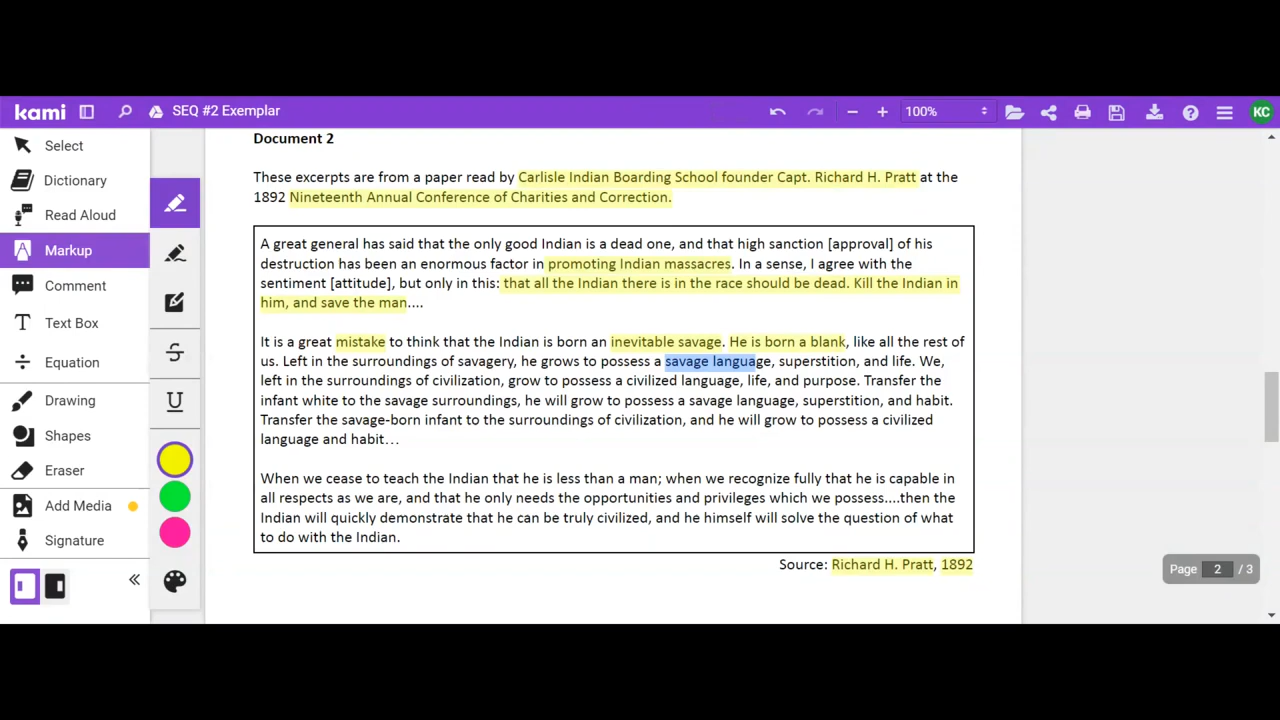 kami
SEQ #2 Exemplar
100%
KC
Select
Dictionary
Read Aloud
Markup
Comment
Text Box
Equation
Drawing
Shapes
Eraser
Add Media
Signature
Document 2
These excerpts are from a paper read by Carlisle Indian Boarding School founder Capt. Richard H. Pratt at the
1892 Nineteenth Annual Conference of Charities and Correction.
A great general has said that the only good Indian is a dead one, and that high sanction [approval] of his
destruction has been an enormous factor in promoting Indian massacres. In a sense, I agree with the
sentiment [attitude], but only in this: that all the Indian there is in the race should be dead. Kill the Indian in
him, and save the man....
It is a great mistake to think that the Indian is born an inevitable savage. He is born a blank, like all the rest of
us. Left in the surroundings of savagery, he grows to possess a savage language, superstition, and life. We,
left in the surroundings of civilization, grow to possess a civilized language, life, and purpose. Transfer the
infant white to the savage surroundings, he will grow to possess a savage language, superstition, and habit.
Transfer the savage-born infant to the surroundings of civilization, and he will grow to possess a civilized
language and habit…
When we cease to teach the Indian that he is less than a man; when we recognize fully that he is capable in
all respects as we are, and that he only needs the opportunities and privileges which we possess....then the
Indian will quickly demonstrate that he can be truly civilized, and he himself will solve the question of what
to do with the Indian.
Source: Richard H. Pratt, 1892
Page 2 / 3